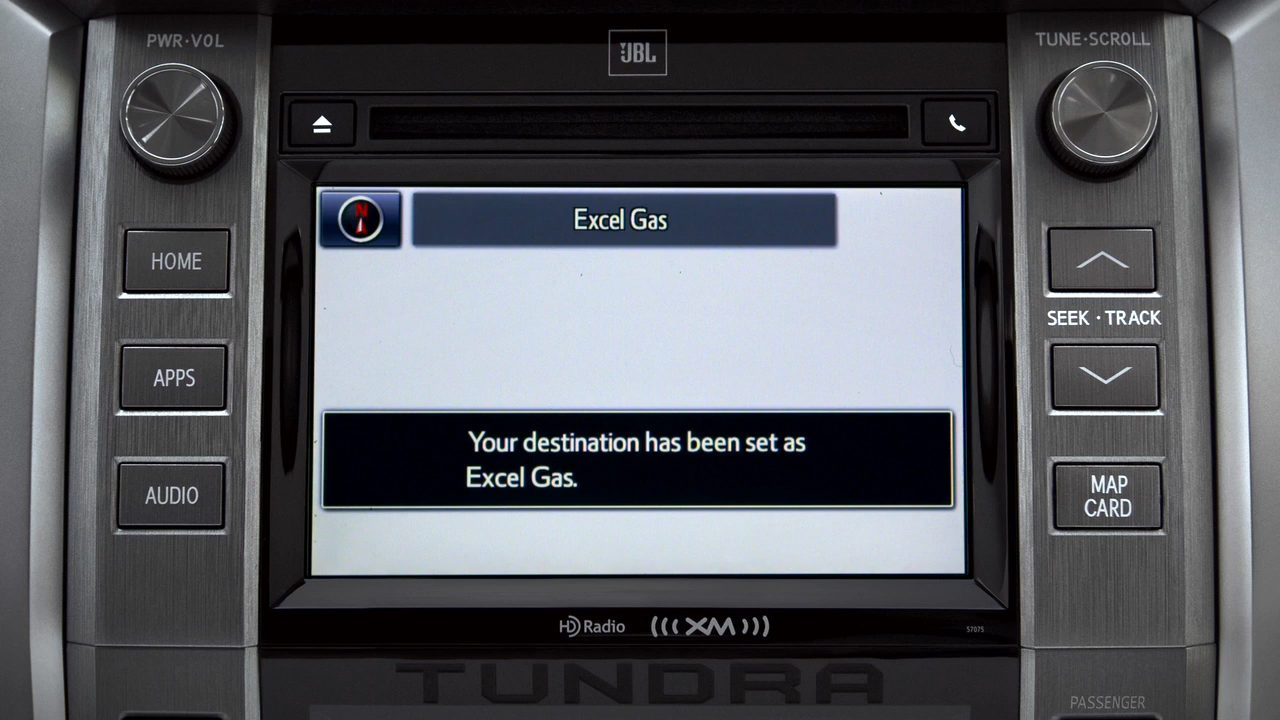 PWR·VOL
JBL
TUNE·SCROLL
N
Excel Gas
HOME
SEEK · TRACK
APPS
Your destination has been set as
Excel Gas.
AUDIO
MAP
CARD
HD Radio
XM
57075
TUNDRA
PASSENGER